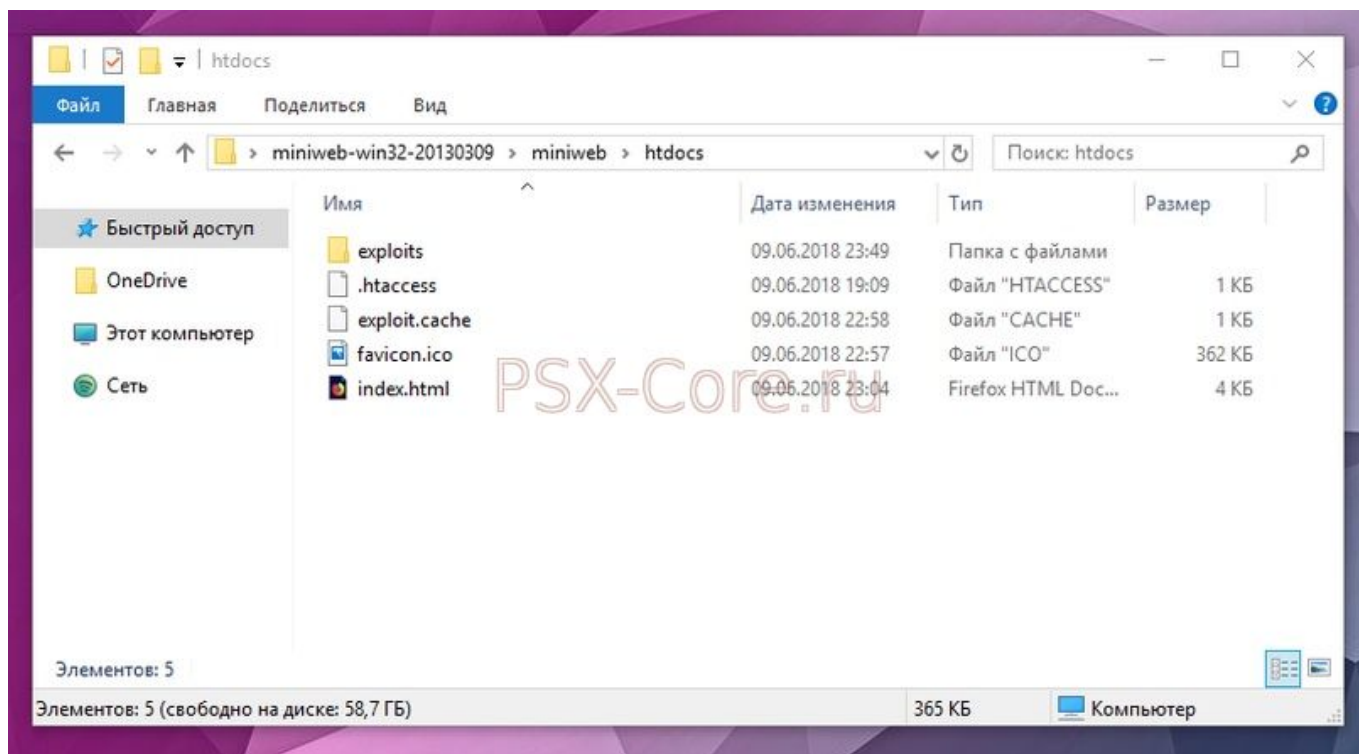 htdocs
Файл Главная Поделиться Вид
miniweb-win32-20130309 > miniweb > htdocs Поиск: htdocs
Имя Дата изменения Тип Размер
Быстрый доступ
exploits 09.06.2018 23:49 Папка с файлами
OneDrive
.htaccess 09.06.2018 19:09 Файл "HTACCESS" 1 КБ
exploit.cache 09.06.2018 22:58 Файл "CACHE" 1 КБ
Этот компьютер
favicon.ico 09.06.2018 22:57 Файл "ICO" 362 КБ
Сеть
index.html 09.06.2018 23:04 Firefox HTML Doc... 4 КБ
PSX-Core.ru
Элементов: 5
Элементов: 5 (свободно на диске: 58,7 ГБ) 365 КБ Компьютер